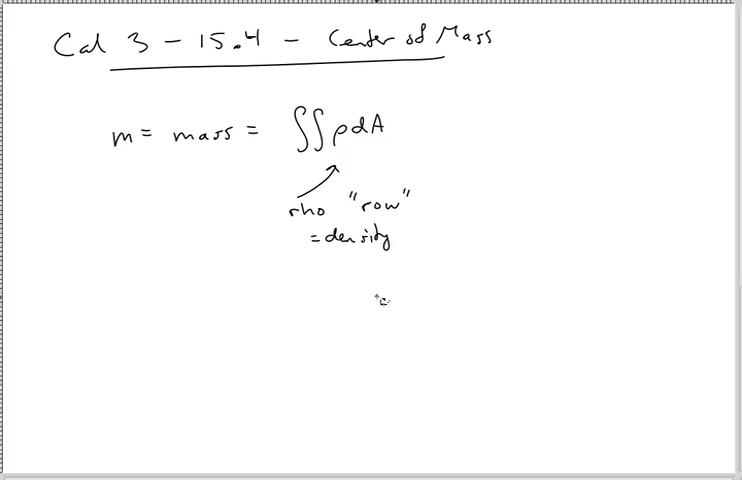 Cal 3 - 15.4 - Center of Mass
m = mass = ∫∫ρdA
rho "row"
= density